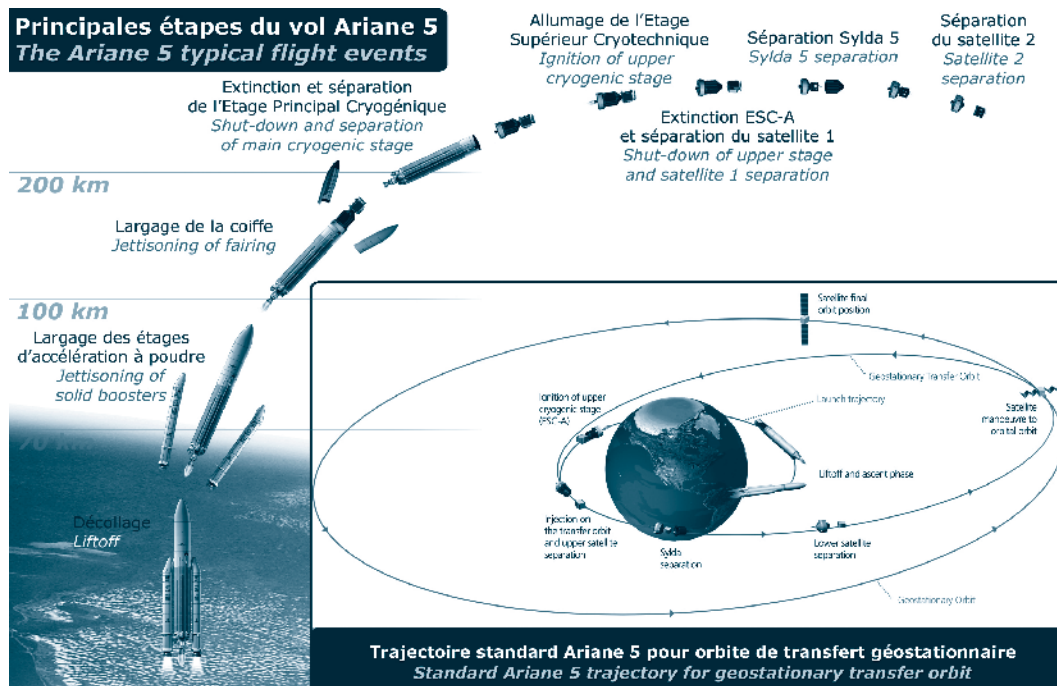 Principales étapes du vol Ariane 5
The Ariane 5 typical flight events
Allumage de l'Etage
Supérieur Cryotechnique
Ignition of upper
cryogenic stage
Séparation Sylda 5
Sylda 5 separation
Séparation
du satellite 2
Satellite 2
separation
Extinction et séparation
de l'Etage Principal Cryogénique
Shut-down and separation
of main cryogenic stage
Extinction ESC-A
et séparation du satellite 1
Shut-down of upper stage
and satellite 1 separation
200 km
Largage de la coiffe
Jettisoning of fairing
100 km
Largage des étages
d'accélération à poudre
Jettisoning of
solid boosters
70 km
Décollage
Liftoff
Satellite final
orbit position
Geostationary Transfer Orbit
Launch trajectory
Ignition of upper
cryogenic stage
(ESC-A)
Satellite
manoeuvre to
orbital orbit
Liftoff and ascent phase
Injection on
the transfer orbit
and upper satellite
separation
Sylda
separation
Lower satellite
separation
Geostationary Orbit
Trajectoire standard Ariane 5 pour orbite de transfert géostationnaire
Standard Ariane 5 trajectory for geostationary transfer orbit